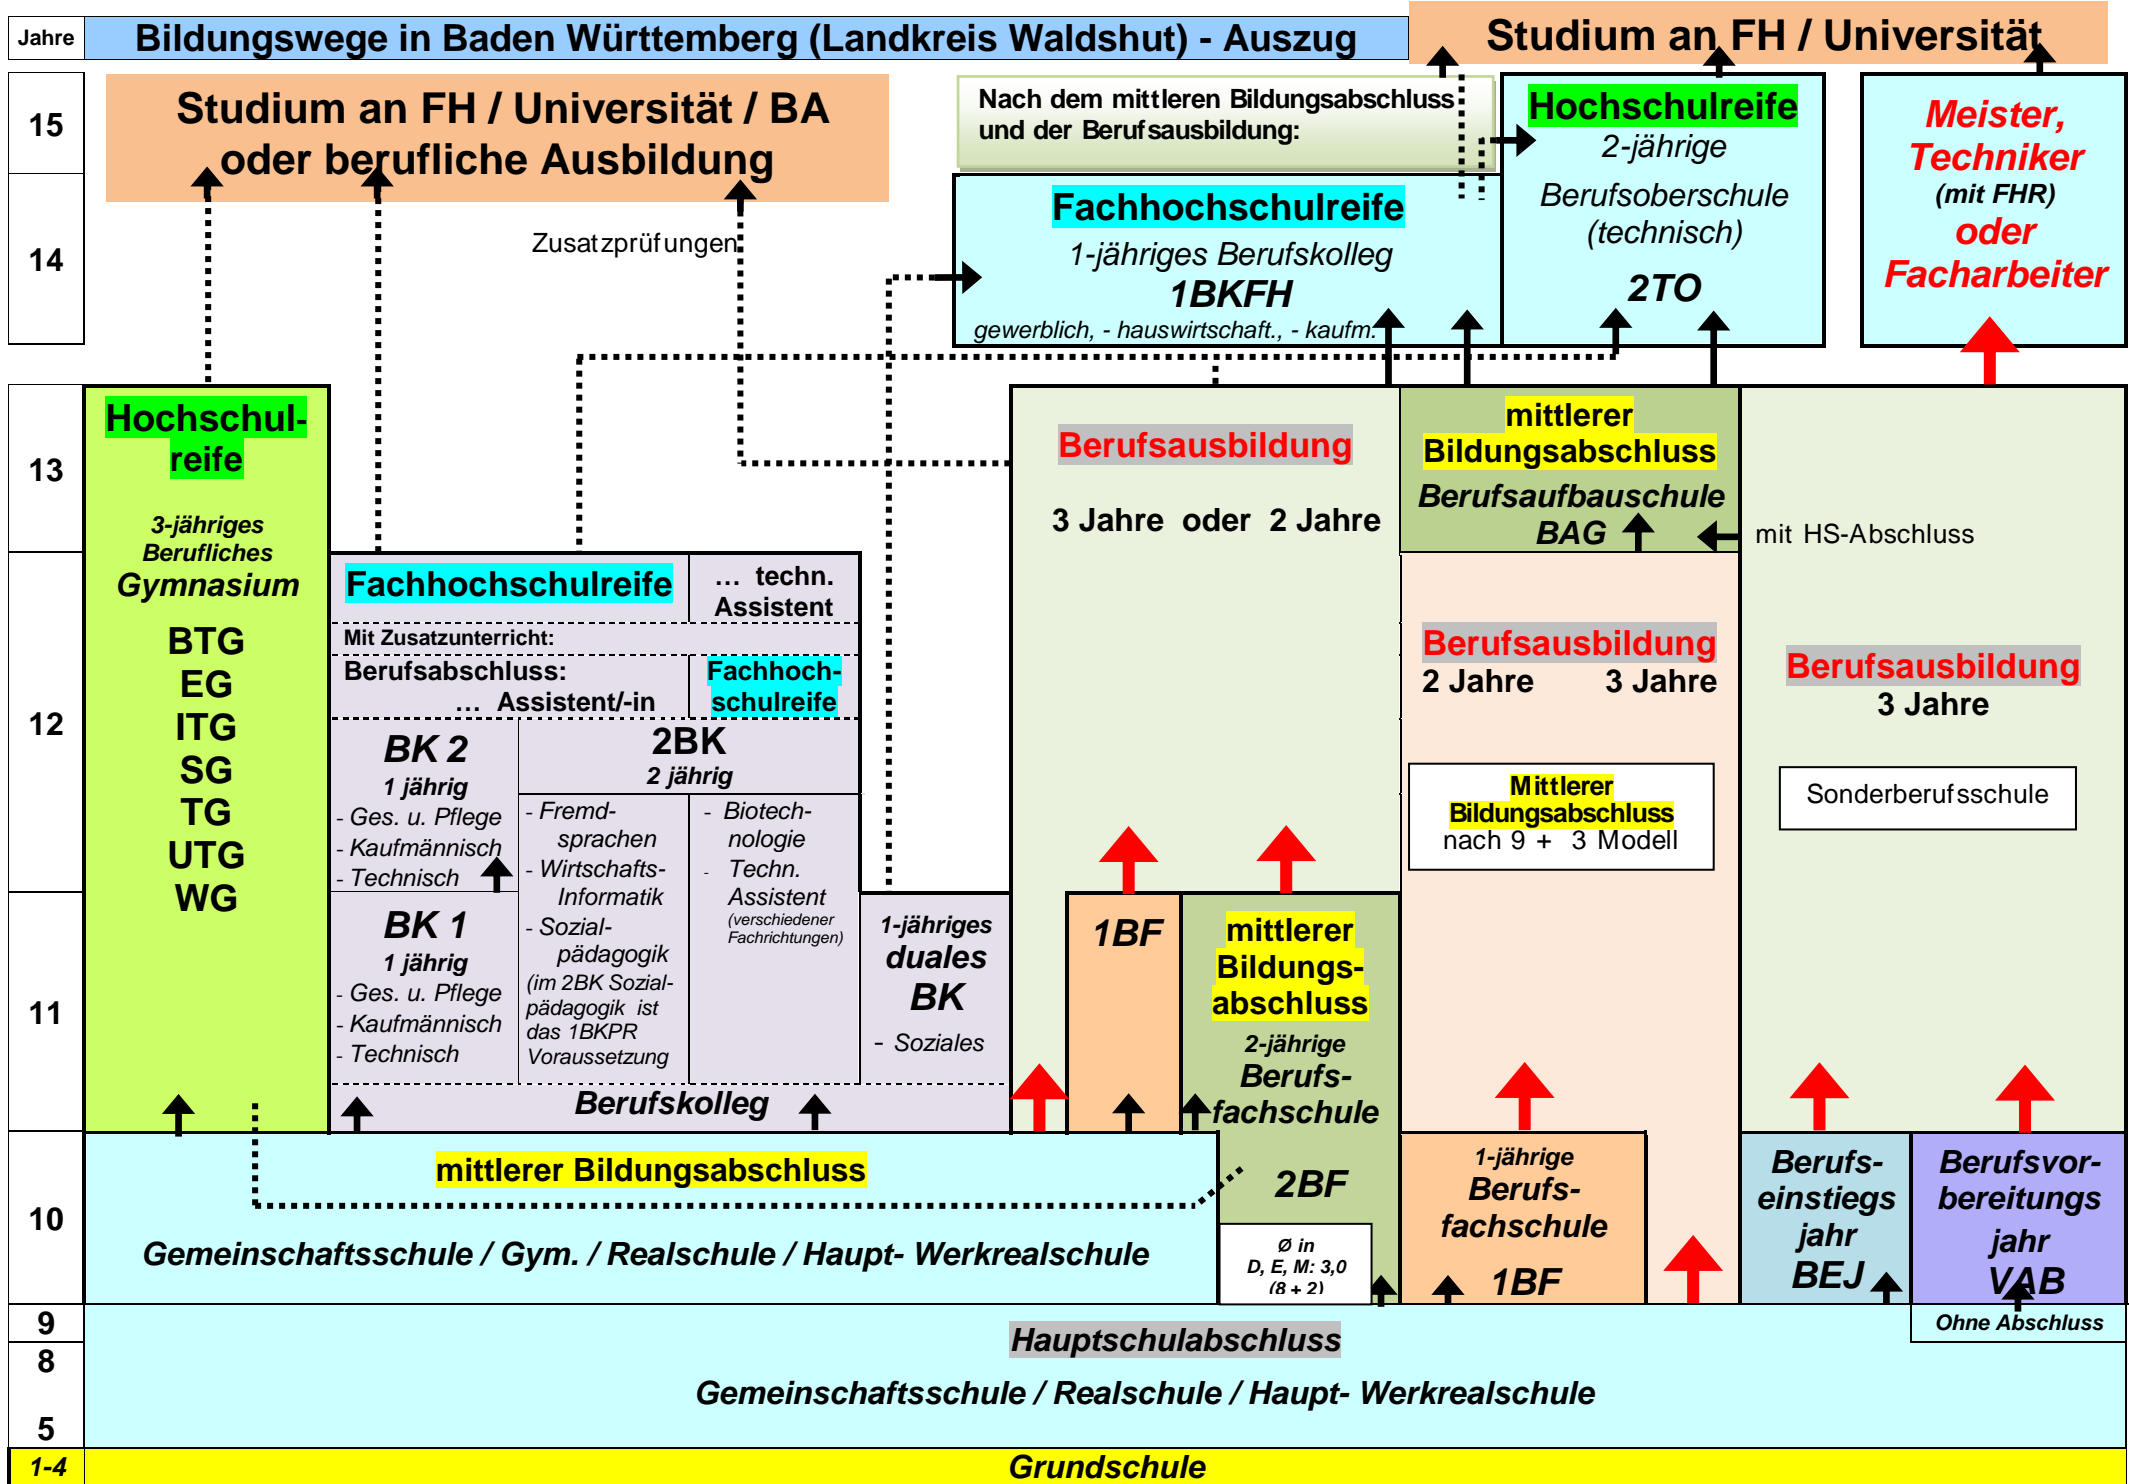 Jahre
Bildungswege in Baden Württemberg (Landkreis Waldshut) - Auszug
Studium an FH / Universität
15
14
Studium an FH / Universität / BA
oder berufliche Ausbildung
Nach dem mittleren Bildungsabschluss
und der Berufsausbildung:
Hochschulreife
2-jährige
Berufsoberschule
(technisch)
2TO
Meister,
Techniker
(mit FHR)
oder
Facharbeiter
Zusatzprüfungen
Fachhochschulreife
1-jähriges Berufskolleg
1BKFH
gewerblich, - hauswirtschaft., - kaufm.
13
Hochschul-
reife
3-jähriges
Berufliches
Gymnasium
BTG
EG
ITG
SG
TG
UTG
WG
Berufsausbildung
3 Jahre oder 2 Jahre
mittlerer
Bildungsabschluss
Berufsaufbauschule
BAG
mit HS-Abschluss
12
Fachhochschulreife
... techn.
Assistent
Mit Zusatzunterricht:
Berufsabschluss:
... Assistent/-in
Fachhoch-
schulreife
BK 2
1 jährig
- Ges. u. Pflege
- Kaufmännisch
- Technisch
2BK
2 jährig
- Fremd-
sprachen
- Wirtschafts-
Informatik
- Sozial-
pädagogik
(im 2BK Sozial-
pädagogik ist
das 1BKPR
Voraussetzung
- Biotech-
nologie
- Techn.
Assistent
(verschiedener
Fachrichtungen)
Berufsausbildung
2 Jahre 3 Jahre
Mittlerer
Bildungsabschluss
nach 9 + 3 Modell
Berufsausbildung
3 Jahre
Sonderberufsschule
11
BK 1
1 jährig
- Ges. u. Pflege
- Kaufmännisch
- Technisch
1-jähriges
duales
BK
- Soziales
Berufskolleg
1BF
mittlerer
Bildungs-
abschluss
2-jährige
Berufs-
fachschule
2BF
Ø in
D, E, M: 3,0
(8 + 2)
10
mittlerer Bildungsabschluss
Gemeinschaftsschule / Gym. / Realschule / Haupt- Werkrealschule
1-jährige
Berufs-
fachschule
1BF
Berufs-
einstiegs
jahr
BEJ
Berufsvor-
bereitungs
jahr
VAB
9
8
5
Hauptschulabschluss
Ohne Abschluss
Gemeinschaftsschule / Realschule / Haupt- Werkrealschule
1-4
Grundschule